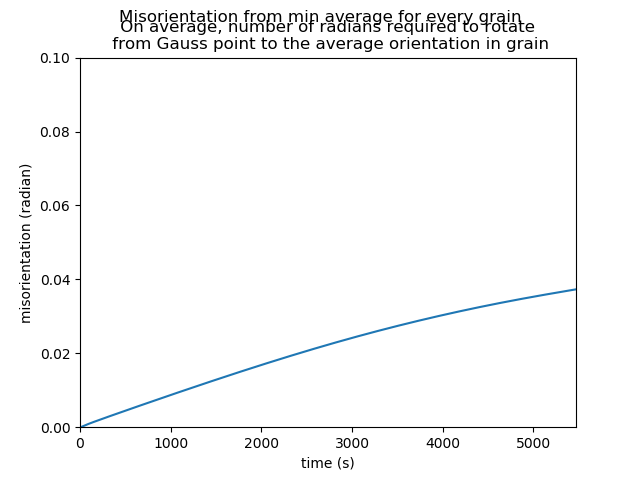 Misorientation from min average for every grain
On average, number of radians required to rotate
from Gauss point to the average orientation in grain
0.10
0.08
0.06
0.04
0.02
0.00
misorientation (radian)
0 1000 2000 3000 4000 5000
time (s)